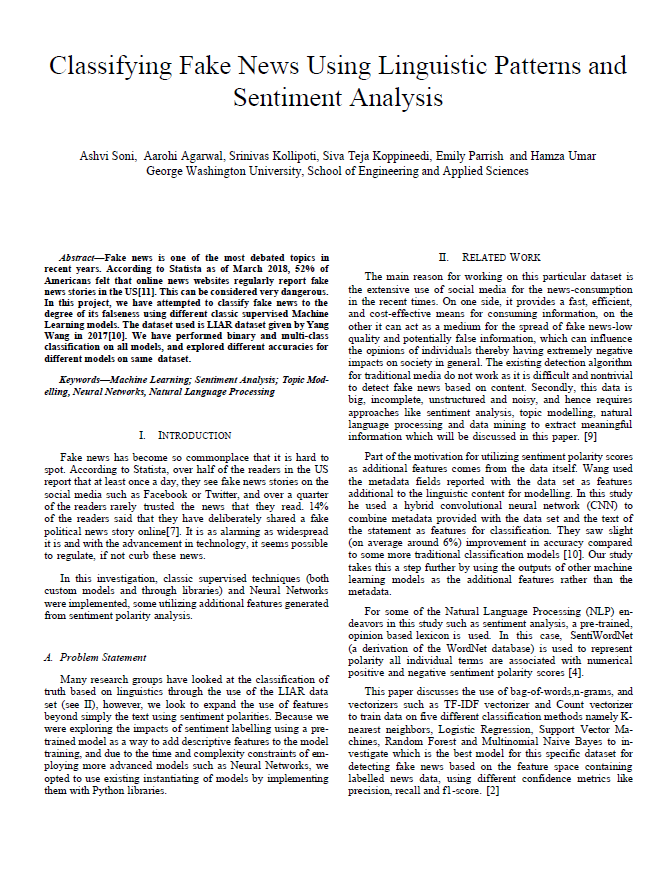 Classifying Fake News Using Linguistic Patterns and
Sentiment Analysis
Ashvi Soni, Aarohi Agarwal, Srinivas Kollipoti, Siva Teja Koppineedi, Emily Parrish and Hamza Umar
George Washington University, School of Engineering and Applied Sciences
Abstract—Fake news is one of the most debated topics in
recent years. According to Statista as of March 2018, 52% of
Americans felt that online news websites regularly report fake
news stories in the US[11]. This can be considered very dangerous.
In this project, we have attempted to classify fake news to the
degree of its falseness using different classic supervised Machine
Learning models. The dataset used is LIAR dataset given by Yang
Wang in 2017[10]. We have performed binary and multi-class
classification on all models, and explored different accuracies for
different models on same dataset.
Keywords—Machine Learning; Sentiment Analysis; Topic Mod-
elling, Neural Networks, Natural Language Processing
I. INTRODUCTION
Fake news has become so commonplace that it is hard to
spot. According to Statista, over half of the readers in the US
report that at least once a day, they see fake news stories on the
social media such as Facebook or Twitter, and over a quarter
of the readers rarely trusted the news that they read. 14%
of the readers said that they have deliberately shared a fake
political news story online[7]. It is as alarming as widespread
it is and with the advancement in technology, it seems possible
to regulate, if not curb these news.
In this investigation, classic supervised techniques (both
custom models and through libraries) and Neural Networks
were implemented, some utilizing additional features generated
from sentiment polarity analysis.
A. Problem Statement
Many research groups have looked at the classification of
truth based on linguistics through the use of the LIAR data
set (see II), however, we look to expand the use of features
beyond simply the text using sentiment polarities. Because we
were exploring the impacts of sentiment labelling using a pre-
trained model as a way to add descriptive features to the model
training, and due to the time and complexity constraints of em-
ploying more advanced models such as Neural Networks, we
opted to use existing instantiating of models by implementing
them with Python libraries.
II. RELATED WORK
The main reason for working on this particular dataset is
the extensive use of social media for the news-consumption
in the recent times. On one side, it provides a fast, efficient,
and cost-effective means for consuming information, on the
other it can act as a medium for the spread of fake news-low
quality and potentially false information, which can influence
the opinions of individuals thereby having extremely negative
impacts on society in general. The existing detection algorithm
for traditional media do not work as it is difficult and nontrivial
to detect fake news based on content. Secondly, this data is
big, incomplete, unstructured and noisy, and hence requires
approaches like sentiment analysis, topic modelling, natural
language processing and data mining to extract meaningful
information which will be discussed in this paper. [9]
Part of the motivation for utilizing sentiment polarity scores
as additional features comes from the data itself. Wang used
the metadata fields reported with the data set as features
additional to the linguistic content for modelling. In this study
he used a hybrid convolutional neural network (CNN) to
combine metadata provided with the data set and the text of
the statement as features for classification. They saw slight
(on average around 6%) improvement in accuracy compared
to some more traditional classification models [10]. Our study
takes this a step further by using the outputs of other machine
learning models as the additional features rather than the
metadata.
For some of the Natural Language Processing (NLP) en-
deavors in this study such as sentiment analysis, a pre-trained,
opinion based lexicon is used. In this case, SentiWordNet
(a derivation of the WordNet database) is used to represent
polarity all individual terms are associated with numerical
positive and negative sentiment polarity scores [4].
This paper discusses the use of bag-of-words,n-grams, and
vectorizers such as TF-IDF vectorizer and Count vectorizer
to train data on five different classification methods namely K-
nearest neighbors, Logistic Regression, Support Vector Ma-
chines, Random Forest and Multinomial Naive Bayes to in-
vestigate which is the best model for this specific dataset for
detecting fake news based on the feature space containing
labelled news data, using different confidence metrics like
precision, recall and f1-score. [2]